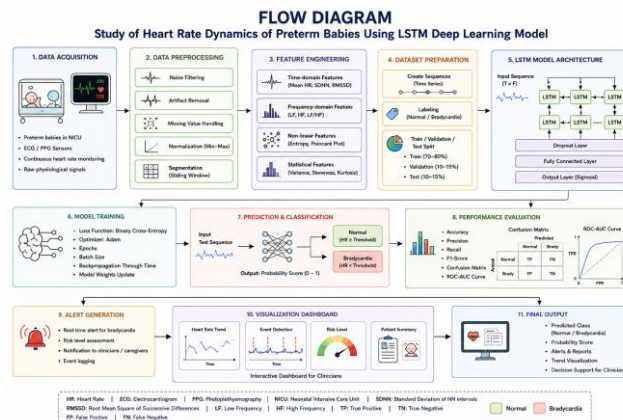 FLOW DIAGRAM
Study of Heart Rate Dynamics of Preterm Babies Using LSTM Deep Learning Model
1. DATA ACQUISITION
• Preterm babies in NICU
• ECG / PPG Sensors
• Continuous heart rate monitoring
• Raw physiological signals
2. DATA PREPROCESSING
Noise Filtering
Artifact Removal
Missing Value Handling
Normalization (Min-Max)
Segmentation
(Sliding Window)
3. FEATURE ENGINEERING
Time-domain Features
(Mean HR, SDNN, RMSSD)
Frequency-domain Features
(LF, HF, LF/HF)
Non-linear Features
(Entropy, Poincaré Plot)
Statistical Features
(Variance, Skewness, Kurtosis)
4. DATASET PREPARATION
Create Sequences
(Time Series)
Labeling
(Normal / Bradycardia)
Train / Validation /
Test Split
• Train (70–80%)
• Validation (10–15%)
• Test (10–15%)
5. LSTM MODEL ARCHITECTURE
Input Sequence
(T × F)
LSTM
LSTM
LSTM
LSTM
LSTM
LSTM
Dropout Layer
Fully Connected Layer
Output Layer (Sigmoid)
6. MODEL TRAINING
• Loss Function: Binary Cross-Entropy
• Optimizer: Adam
• Epochs
• Batch Size
• Backpropagation Through Time
• Model Weights Update
7. PREDICTION & CLASSIFICATION
Input
Test Sequence
Output: Probability Score (0 – 1)
Normal
(HR ≥ Threshold)
Bradycardia
(HR < Threshold)
8. PERFORMANCE EVALUATION
• Accuracy
• Precision
• Recall
• F1-Score
• Confusion Matrix
• ROC-AUC Curve
Confusion Matrix
Predicted
Actual
Normal Brady
Normal TP FN
Brady FP TN
ROC-AUC Curve
TPR
FPR
9. ALERT GENERATION
• Real-time alert for bradycardia
• Risk level assessment
• Notification to clinicians / caregivers
• Event logging
10. VISUALIZATION DASHBOARD
Heart Rate Trend
Time
Event Detection
Time
Risk Level
Patient Summary
Interactive Dashboard for Clinicians
11. FINAL OUTPUT
• Predicted Class
(Normal / Bradycardia)
• Probability Score
• Alerts & Reports
• Trend Visualization
• Decision Support for Clinicians
HR: Heart Rate | ECG: Electrocardiogram | PPG: Photoplethysmography | NICU: Neonatal Intensive Care Unit | SDNN: Standard Deviation of NN intervals
RMSSD: Root Mean Square of Successive Differences | LF: Low Frequency | HF: High Frequency | TP: True Positive | TN: True Negative
FP: False Positive | FN: False Negative
Normal
Bradycardia